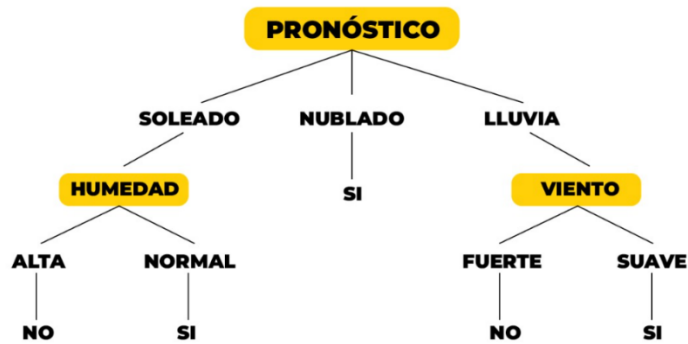 PRONÓSTICO
SOLEADO NUBLADO LLUVIA
HUMEDAD SI VIENTO
ALTA NORMAL FUERTE SUAVE
NO SI NO SI